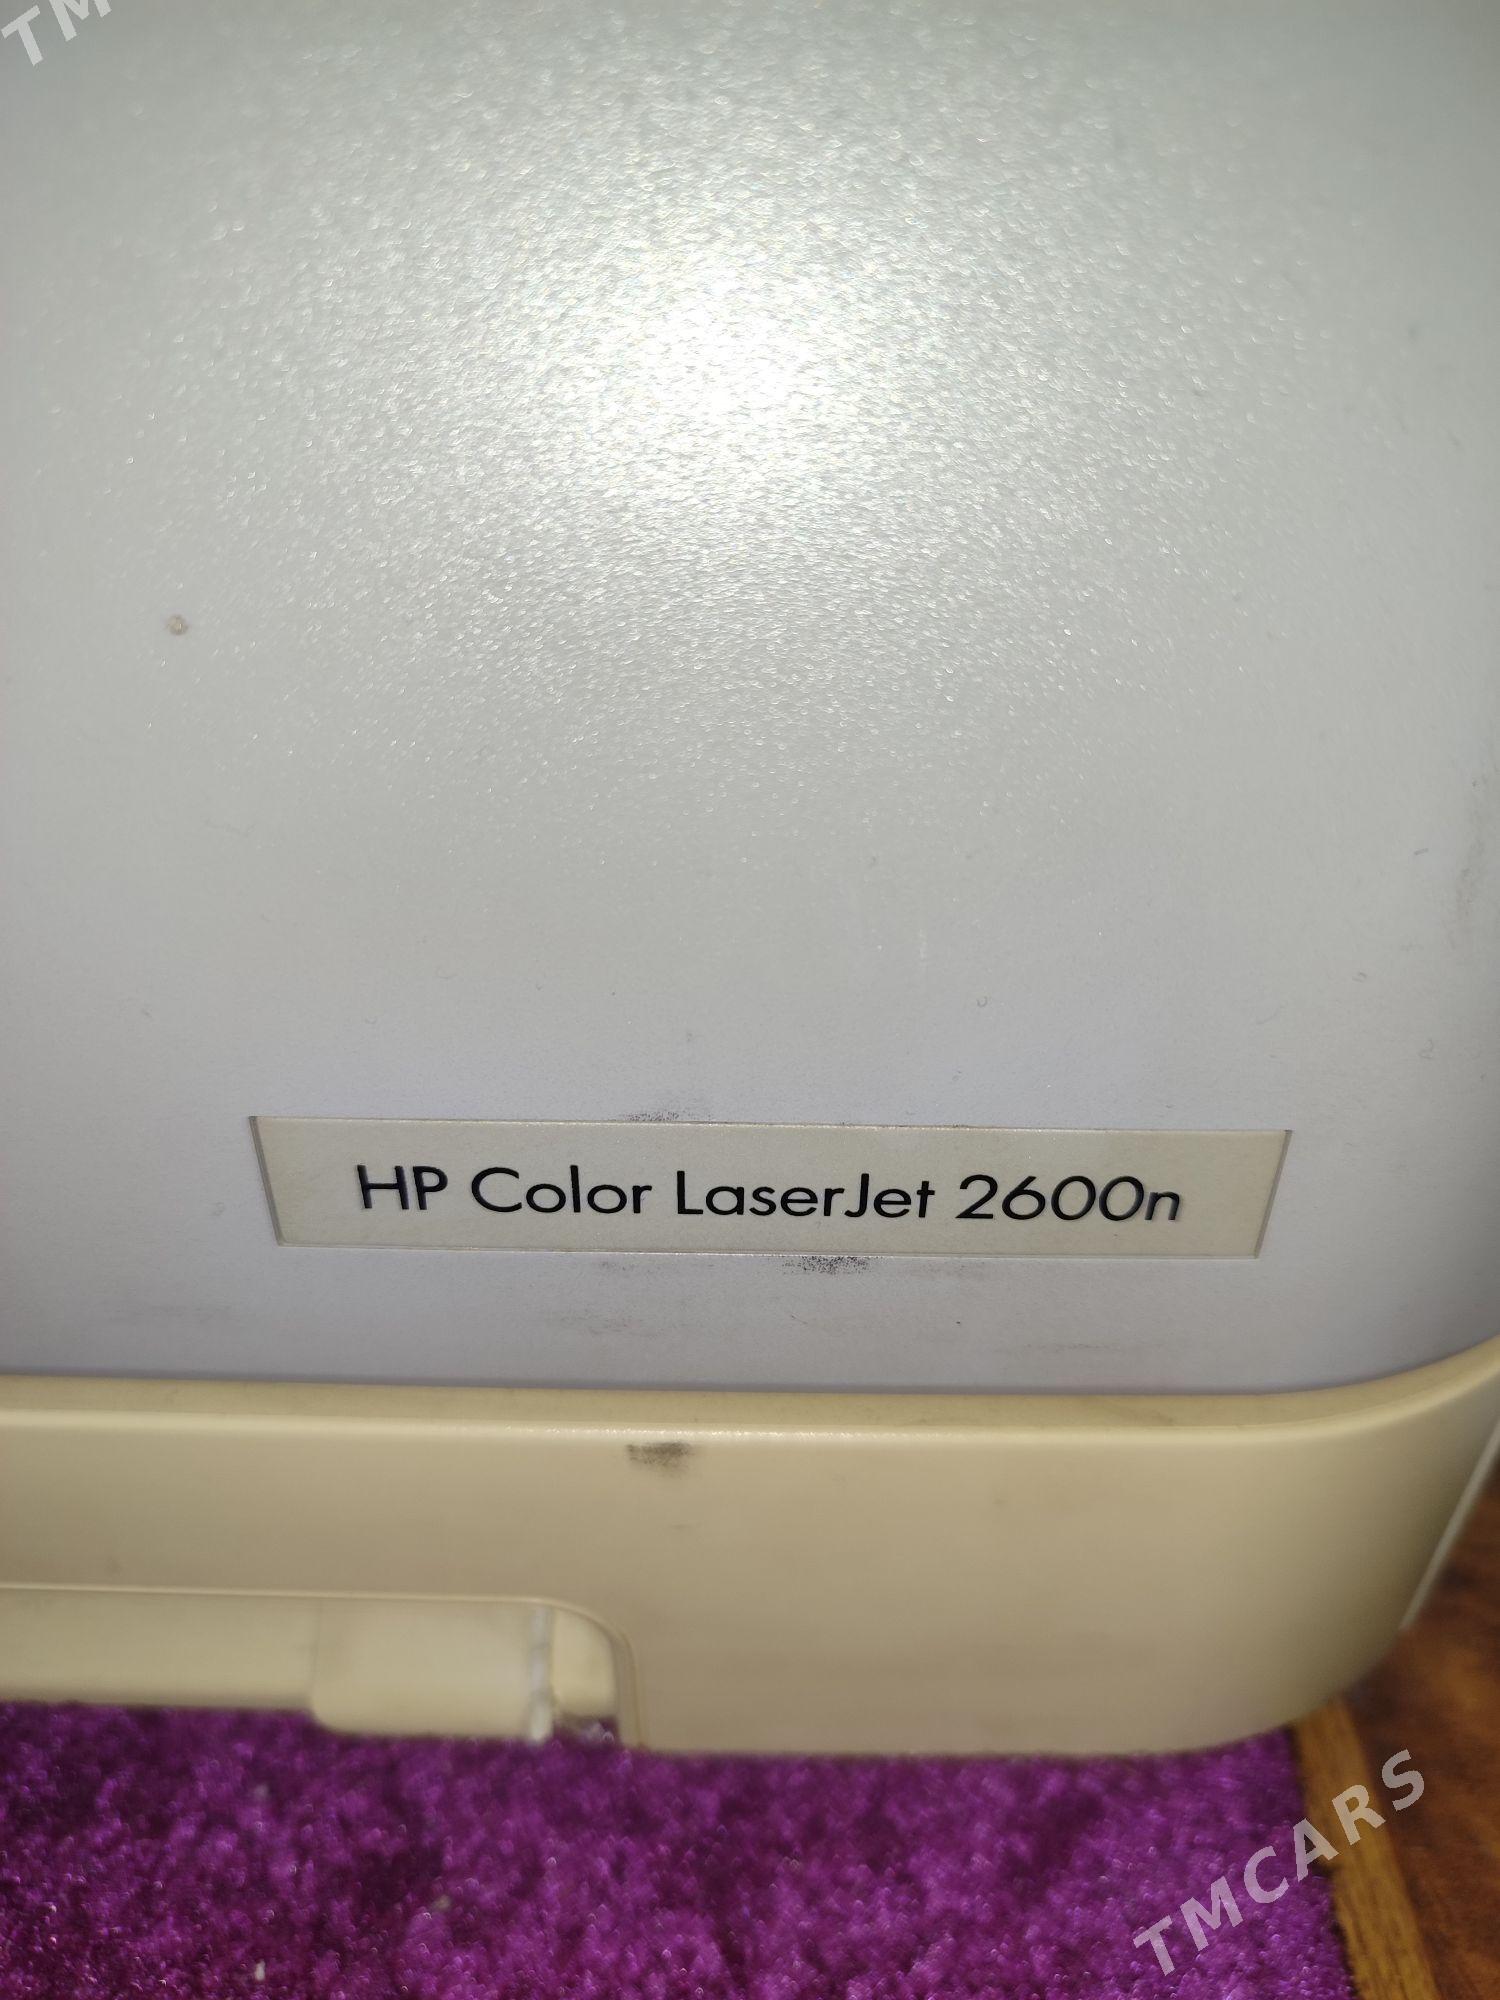 TM
HP Color LaserJet 2600n
TMCARS